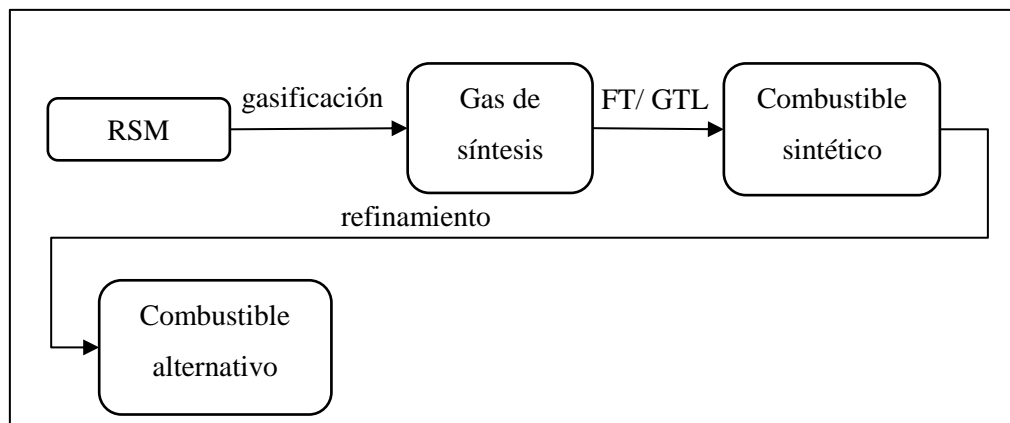 RSM
gasificación
Gas de
síntesis
FT/ GTL
Combustible
sintético
refinamiento
Combustible
alternativo